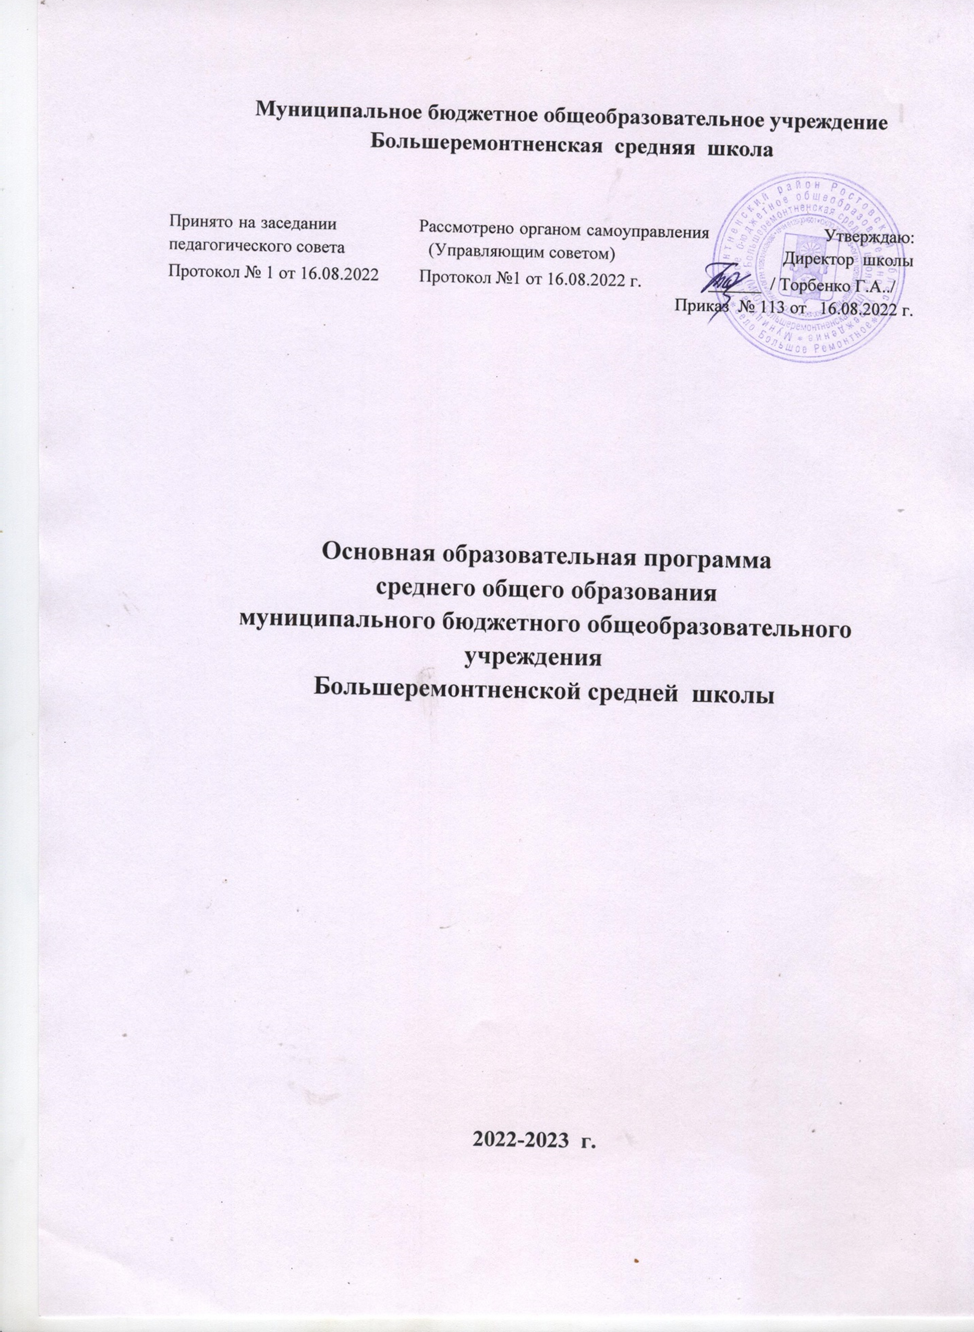 Муниципальное бюджетное общеобразовательное учреждение
Большеремонтненская средняя школа
Принято на заседании
педагогического совета
Протокол № 1 от 16.08.2022
Рассмотрено органом самоуправления
(Управляющим советом)
Протокол №1 от 16.08.2022 г.
Утверждаю:
Директор школы
/ Торбенко Г.А../
Приказ № 113 от 16.08.2022 г.
Основная образовательная программа
среднего общего образования
муниципального бюджетного общеобразовательного
учреждения
Большеремонтненской средней школы
2022-2023 г.